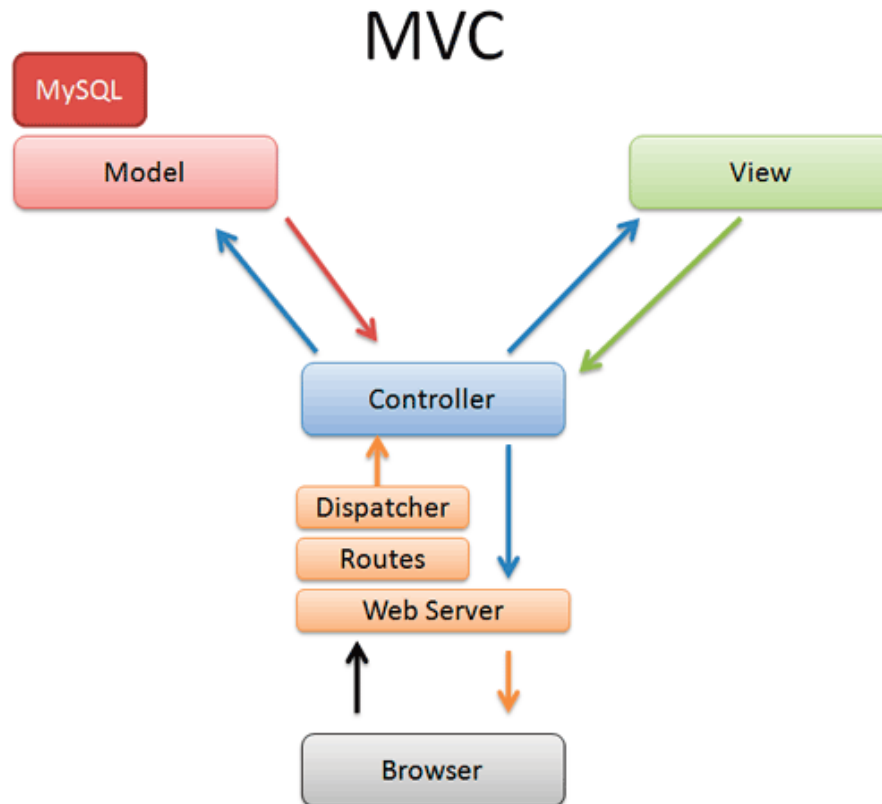 MVC
MySQL
Model
View
Controller
Dispatcher
Routes
Web Server
Browser